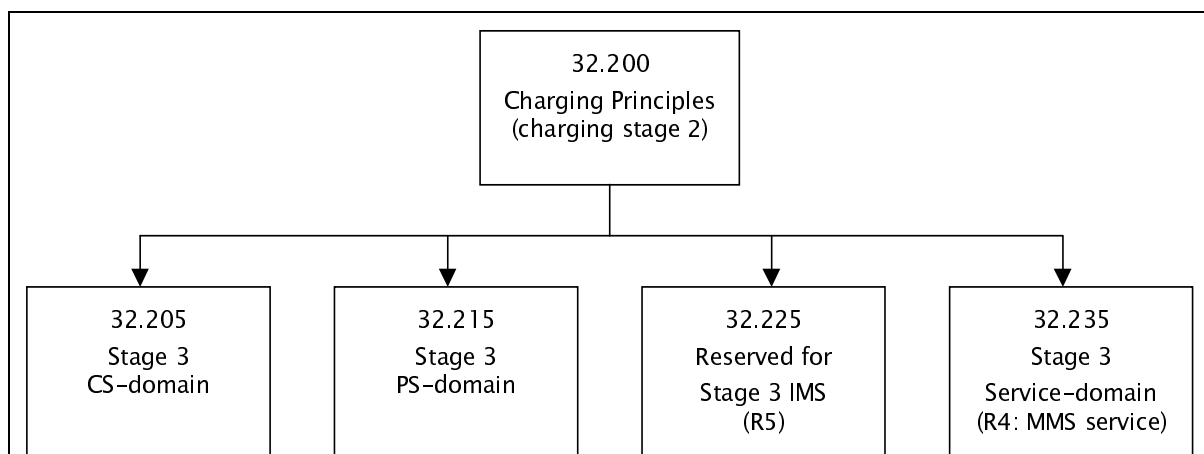 32.200
Charging Principles
(charging stage 2)
32.205
Stage 3
CS-domain
32.215
Stage 3
PS-domain
32.225
Reserved for
Stage 3 IMS
(R5)
32.235
Stage 3
Service-domain
(R4: MMS service)